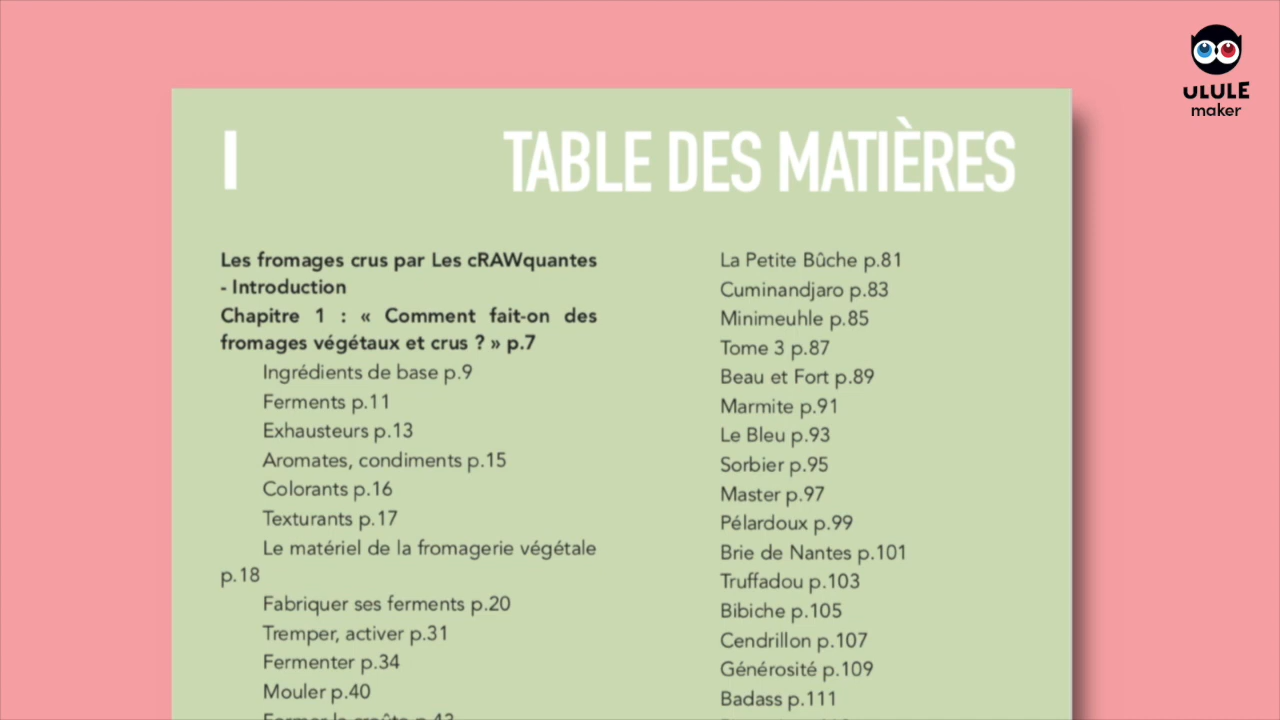 ULULE
maker
I
TABLE DES MATIÈRES
Les fromages crus par Les cRAWquantes
- Introduction
Chapitre 1 : « Comment fait-on des
fromages végétaux et crus ? » p.7
Ingrédients de base p.9
Ferments p.11
Exhausteurs p.13
Aromates, condiments p.15
Colorants p.16
Texturants p.17
Le matériel de la fromagerie végétale
p.18
Fabriquer ses ferments p.20
Tremper, activer p.31
Fermenter p.34
Mouler p.40
La Petite Bûche p.81
Cuminandjaro p.83
Minimeuhle p.85
Tome 3 p.87
Beau et Fort p.89
Marmite p.91
Le Bleu p.93
Sorbier p.95
Master p.97
Pélardoux p.99
Brie de Nantes p.101
Truffadou p.103
Bibiche p.105
Cendrillon p.107
Générosité p.109
Badass p.111